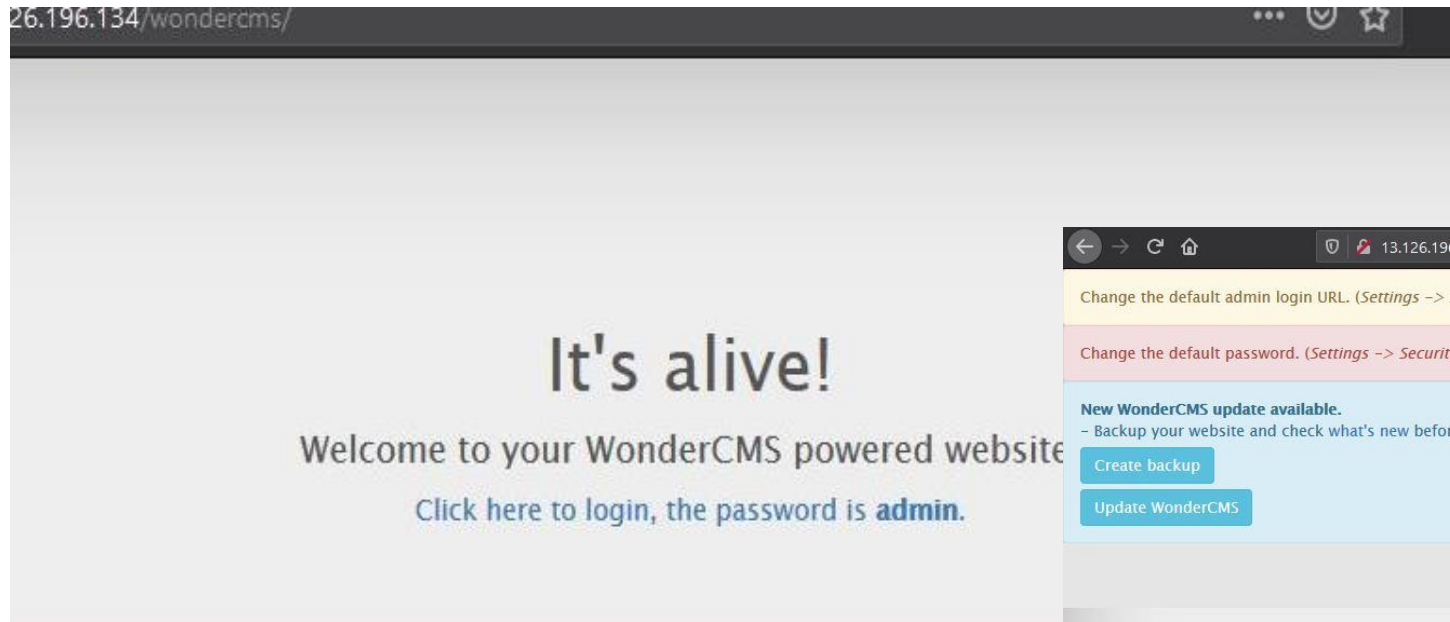 26.196.134/wondercms/
It's alive!
Welcome to your WonderCMS powered website
Click here to login, the password is admin.
13.126.196
Change the default admin login URL. (Settings ->
Change the default password. (Settings -> Securit
New WonderCMS update available.
- Backup your website and check what's new befor
Create backup
Update WonderCMS